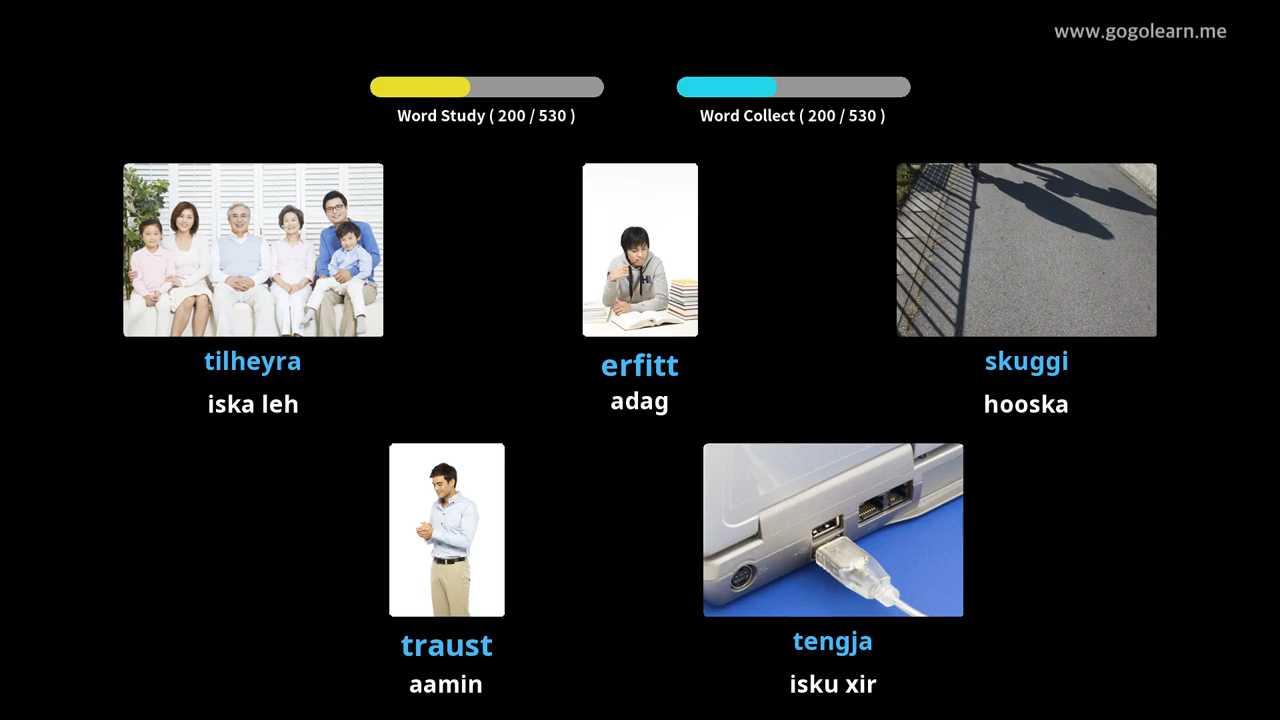 www.gogolearn.me
Word Study ( 200 / 530 )
Word Collect ( 200 / 530 )
tilheyra
iska leh
erfitt
adag
skuggi
hooska
traust
aamin
tengja
isku xir